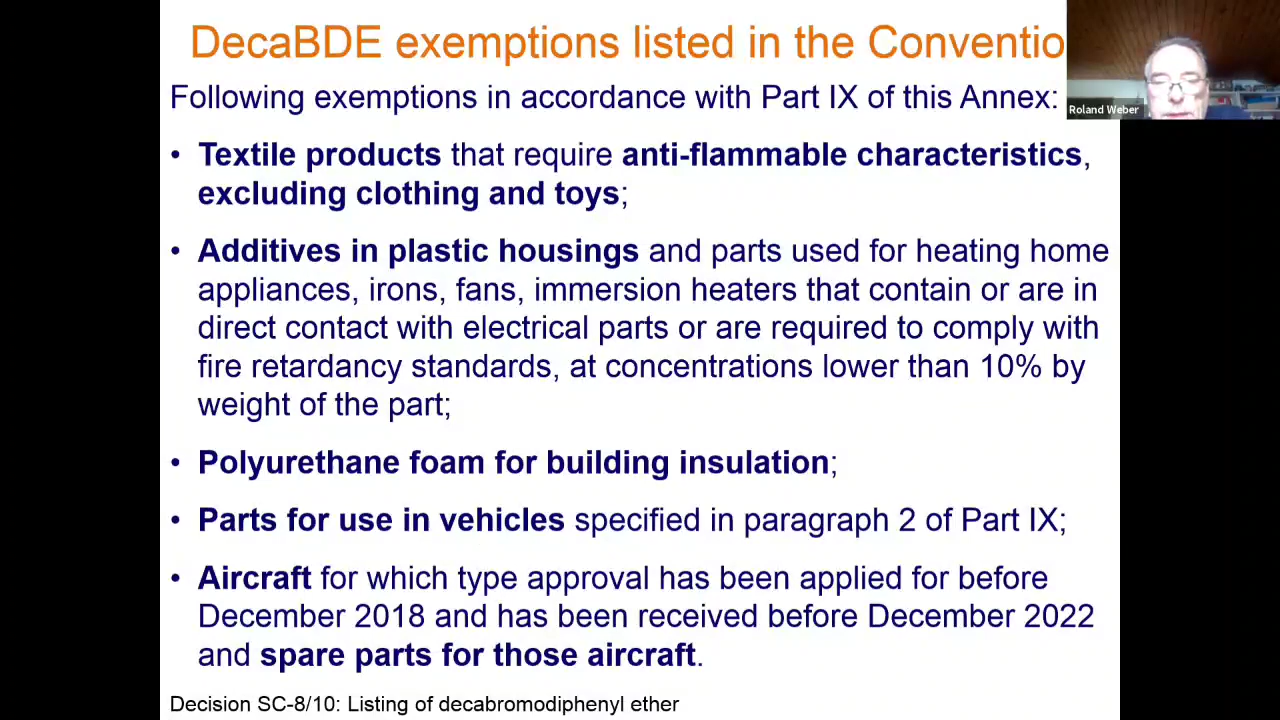 DecaBDE exemptions listed in the Conventio
Roland Weber
Following exemptions in accordance with Part IX of this Annex:
• Textile products that require anti-flammable characteristics,
excluding clothing and toys;
• Additives in plastic housings and parts used for heating home
appliances, irons, fans, immersion heaters that contain or are in
direct contact with electrical parts or are required to comply with
fire retardancy standards, at concentrations lower than 10% by
weight of the part;
• Polyurethane foam for building insulation;
• Parts for use in vehicles specified in paragraph 2 of Part IX;
• Aircraft for which type approval has been applied for before
December 2018 and has been received before December 2022
and spare parts for those aircraft.
Decision SC-8/10: Listing of decabromodiphenyl ether